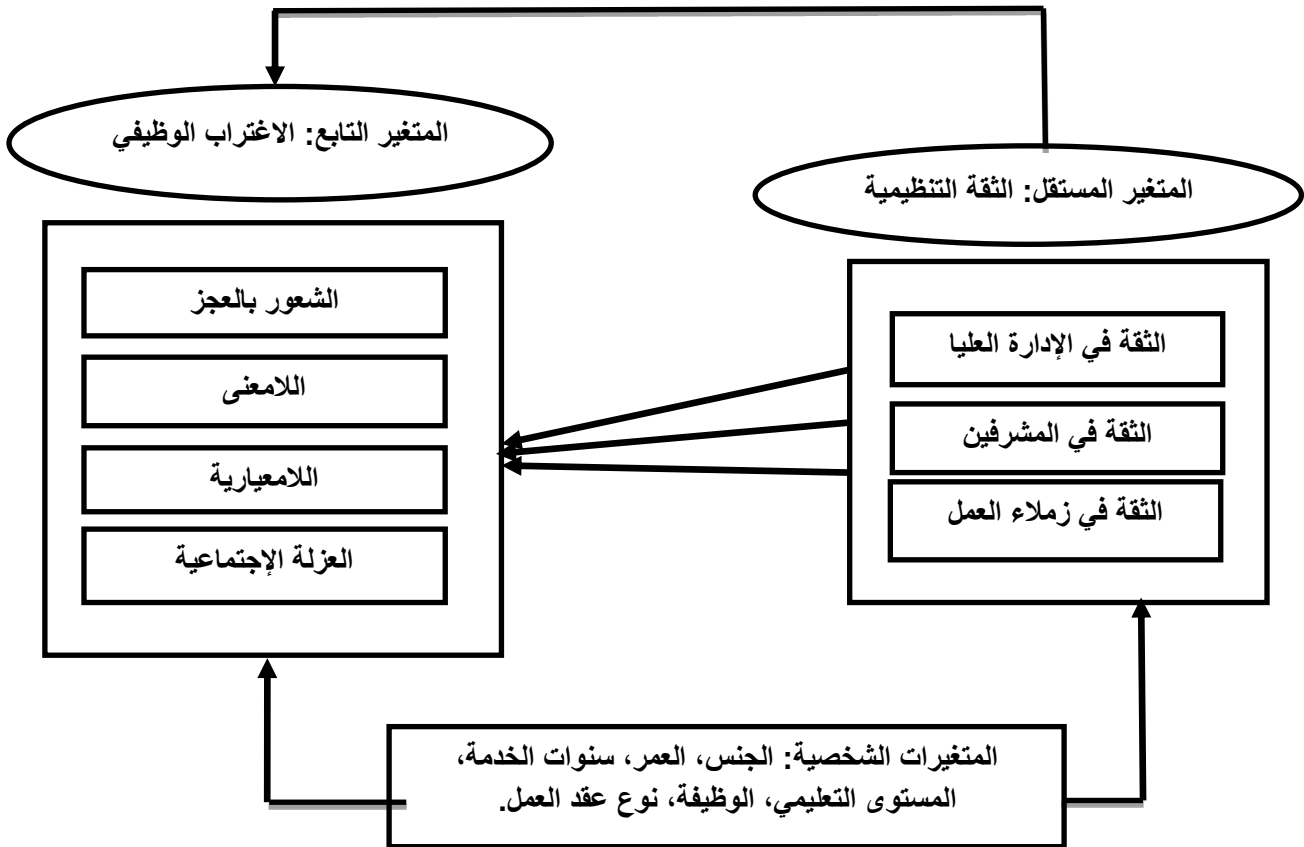 المتغير المستقل: الثقة التنظيمية
الثقة في الإدارة العليا
الثقة في المشرفين
الثقة في زملاء العمل
المتغير التابع: الاغتراب الوظيفي
الشعور بالعجز
اللامعنى
اللامعيارية
العزلة الإجتماعية
المتغيرات الشخصية: الجنس، العمر، سنوات الخدمة،
المستوى التعليمي، الوظيفة، نوع عقد العمل.